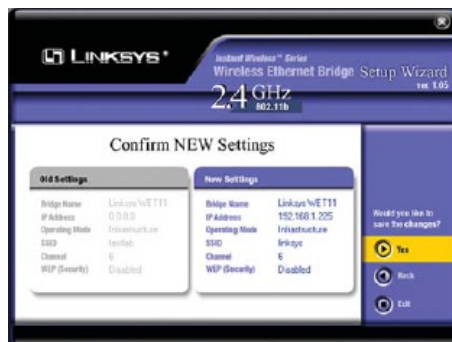 LINKSYS®
Instant Wireless™ Series
Wireless Ethernet Bridge Setup Wizard
ver 1.05
2.4 GHz
802.11b
Confirm NEW Settings
Old Settings
Bridge Name Linksys WET11
IP Address 0.0.0.0
Operating Mode Infrastructure
SSID testlab
Channel 6
WEP (Security) Disabled
New Settings
Bridge Name Linksys WET11
IP Address 192.168.1.225
Operating Mode Infrastructure
SSID linksys
Channel 6
WEP (Security) Disabled
Would you like to
save the changes?
Yes
Back
Exit